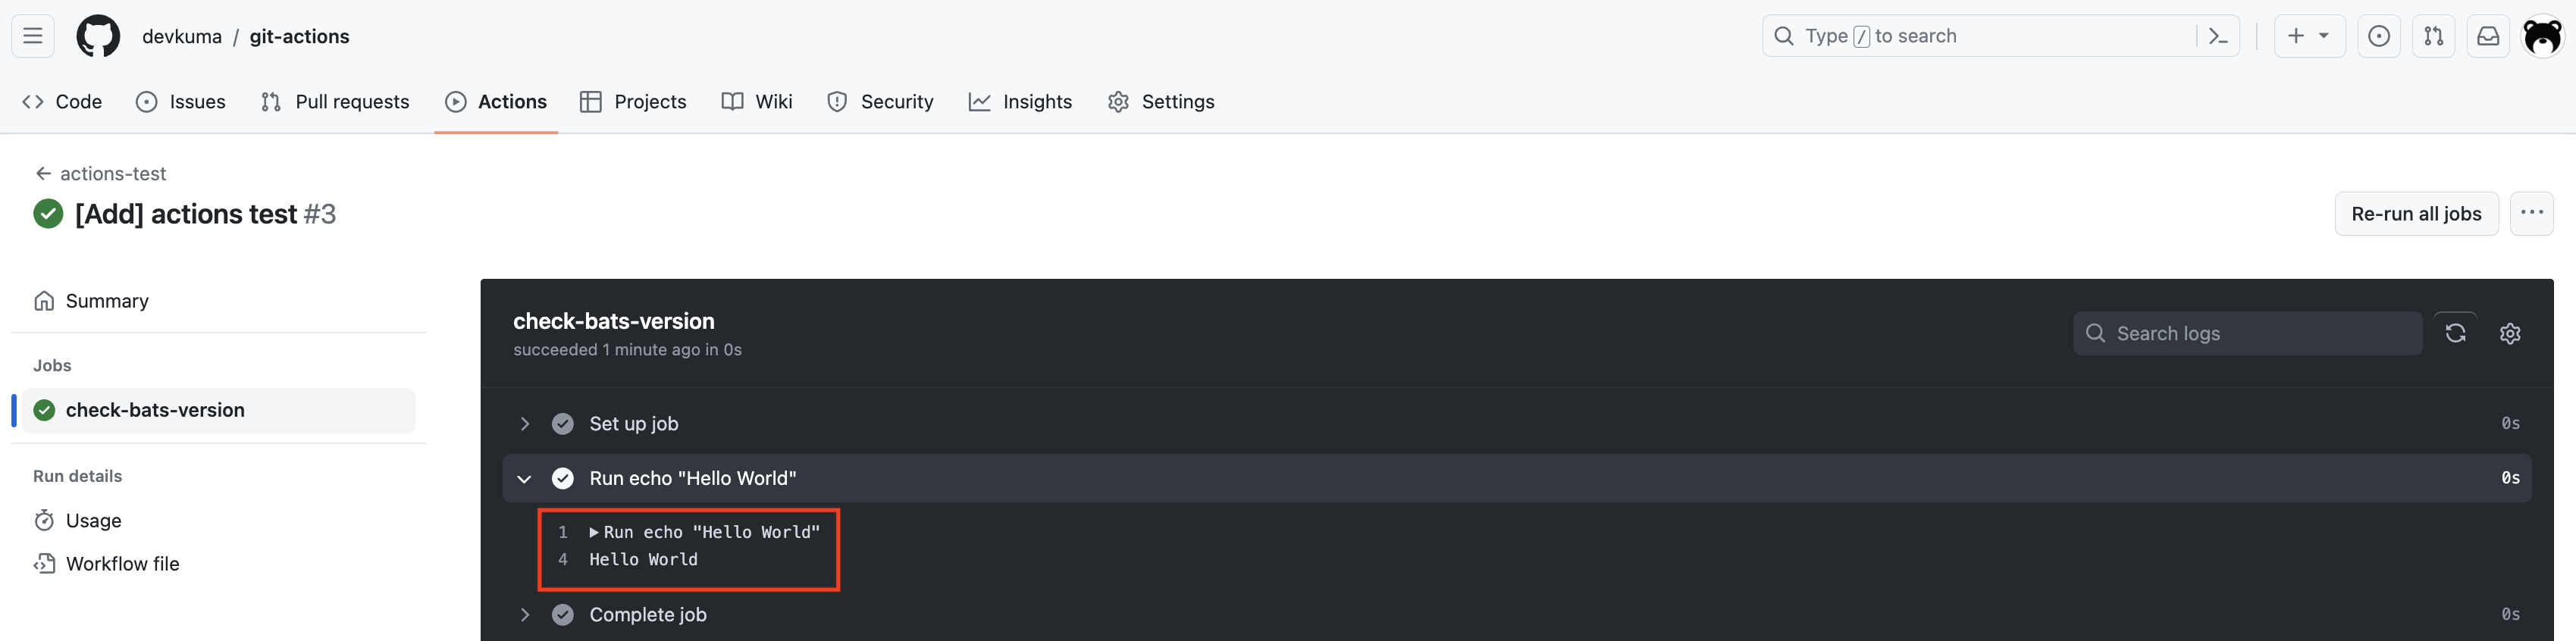 devkuma / git-actions
Type / to search
Code Issues Pull requests Actions Projects Wiki Security Insights Settings
actions-test
[Add] actions test #3
Re-run all jobs
Summary
Jobs
check-bats-version
Run details
Usage
Workflow file
check-bats-version
succeeded 1 minute ago in 0s
Search logs
Set up job 0s
Run echo "Hello World" 0s
1 Run echo "Hello World"
4 Hello World
Complete job 0s